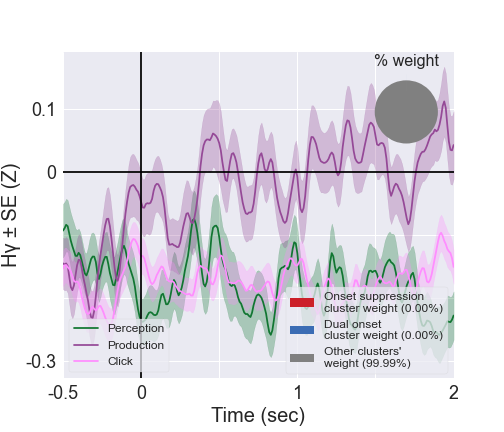 % weight
0.1
0
-0.3
Hγ ± SE (Z)
Perception
Production
Click
Onset suppression
cluster weight (0.00%)
Dual onset
cluster weight (0.00%)
Other clusters'
weight (99.99%)
-0.5
0
1
2
Time (sec)